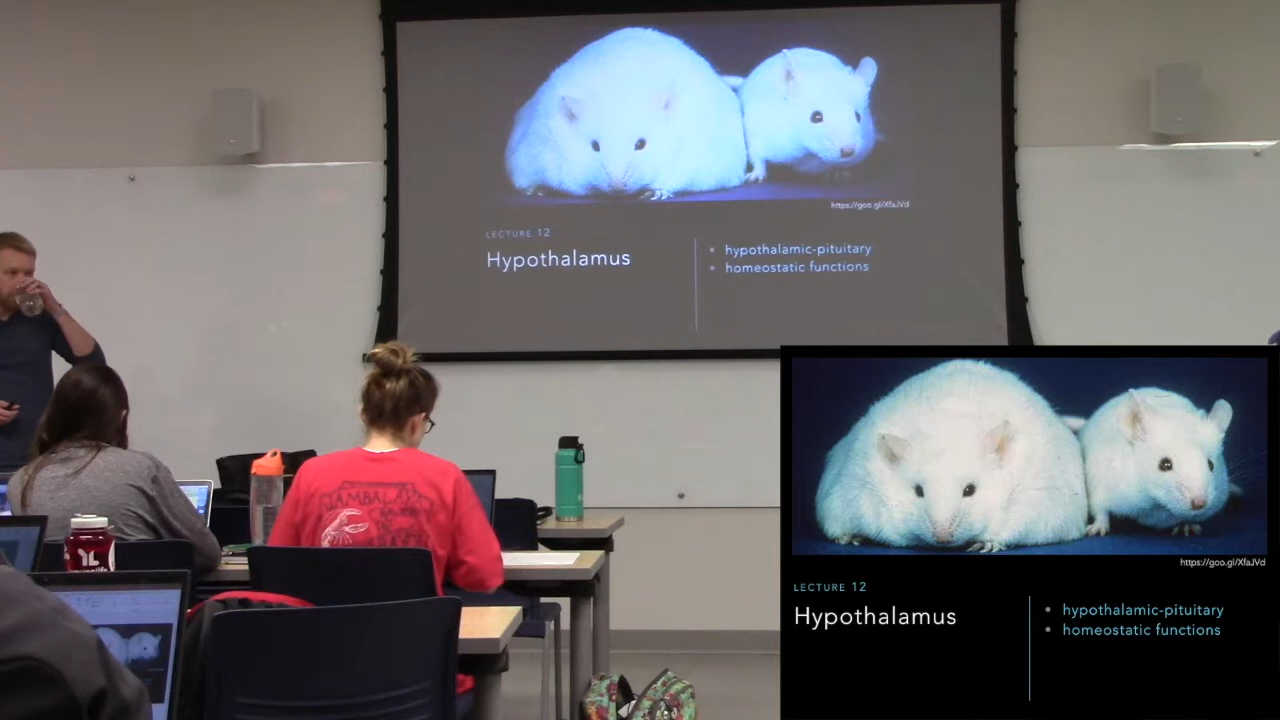 https://goo.gl/XfaJVd
LECTURE 12
Hypothalamus
• hypothalamic-pituitary
• homeostatic functions
JAMBALAYA
https://goo.gl/XfaJVd
LECTURE 12
Hypothalamus
• hypothalamic-pituitary
• homeostatic functions